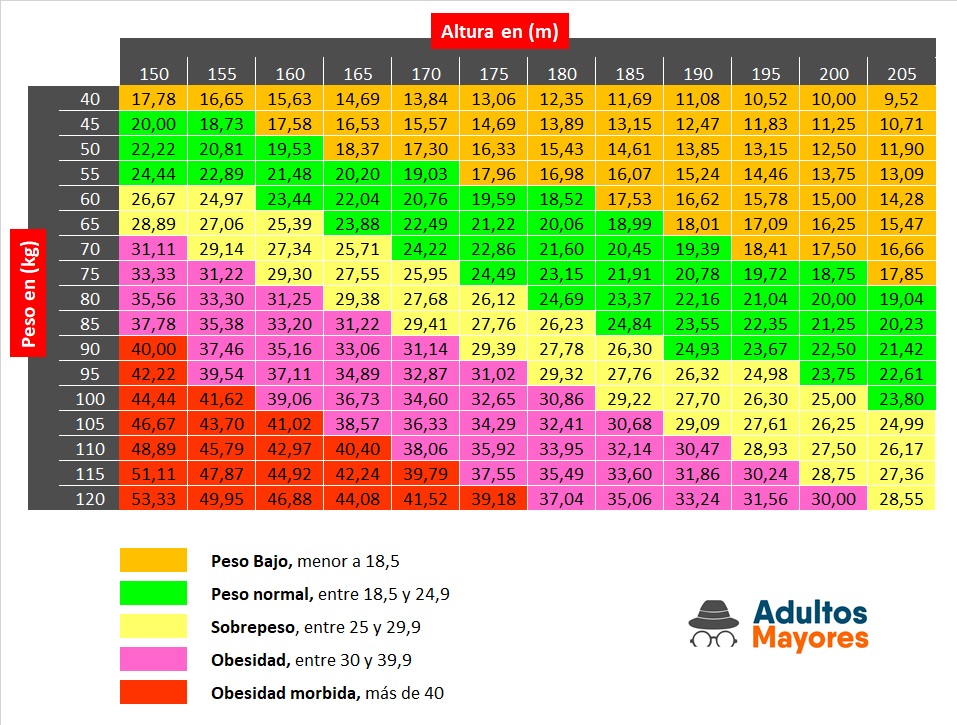 Altura en (m)
150 155 160 165 170 175 180 185 190 195 200 205
Peso en (kg)
40 17,78 16,65 15,63 14,69 13,84 13,06 12,35 11,69 11,08 10,52 10,00 9,52
45 20,00 18,73 17,58 16,53 15,57 14,69 13,89 13,15 12,47 11,83 11,25 10,71
50 22,22 20,81 19,53 18,37 17,30 16,33 15,43 14,61 13,85 13,15 12,50 11,90
55 24,44 22,89 21,48 20,20 19,03 17,96 16,98 16,07 15,24 14,46 13,75 13,09
60 26,67 24,97 23,44 22,04 20,76 19,59 18,52 17,53 16,62 15,78 15,00 14,28
65 28,89 27,06 25,39 23,88 22,49 21,22 20,06 18,99 18,01 17,09 16,25 15,47
70 31,11 29,14 27,34 25,71 24,22 22,86 21,60 20,45 19,39 18,41 17,50 16,66
75 33,33 31,22 29,30 27,55 25,95 24,49 23,15 21,91 20,78 19,72 18,75 17,85
80 35,56 33,30 31,25 29,38 27,68 26,12 24,69 23,37 22,16 21,04 20,00 19,04
85 37,78 35,38 33,20 31,22 29,41 27,76 26,23 24,84 23,55 22,35 21,25 20,23
90 40,00 37,46 35,16 33,06 31,14 29,39 27,78 26,30 24,93 23,67 22,50 21,42
95 42,22 39,54 37,11 34,89 32,87 31,02 29,32 27,76 26,32 24,98 23,75 22,61
100 44,44 41,62 39,06 36,73 34,60 32,65 30,86 29,22 27,70 26,30 25,00 23,80
105 46,67 43,70 41,02 38,57 36,33 34,29 32,41 30,68 29,09 27,61 26,25 24,99
110 48,89 45,79 42,97 40,40 38,06 35,92 33,95 32,14 30,47 28,93 27,50 26,17
115 51,11 47,87 44,92 42,24 39,79 37,55 35,49 33,60 31,86 30,24 28,75 27,36
120 53,33 49,95 46,88 44,08 41,52 39,18 37,04 35,06 33,24 31,56 30,00 28,55
Peso Bajo, menor a 18,5
Peso normal, entre 18,5 y 24,9
Sobrepeso, entre 25 y 29,9
Obesidad, entre 30 y 39,9
Obesidad morbida, más de 40
Adultos
Mayores